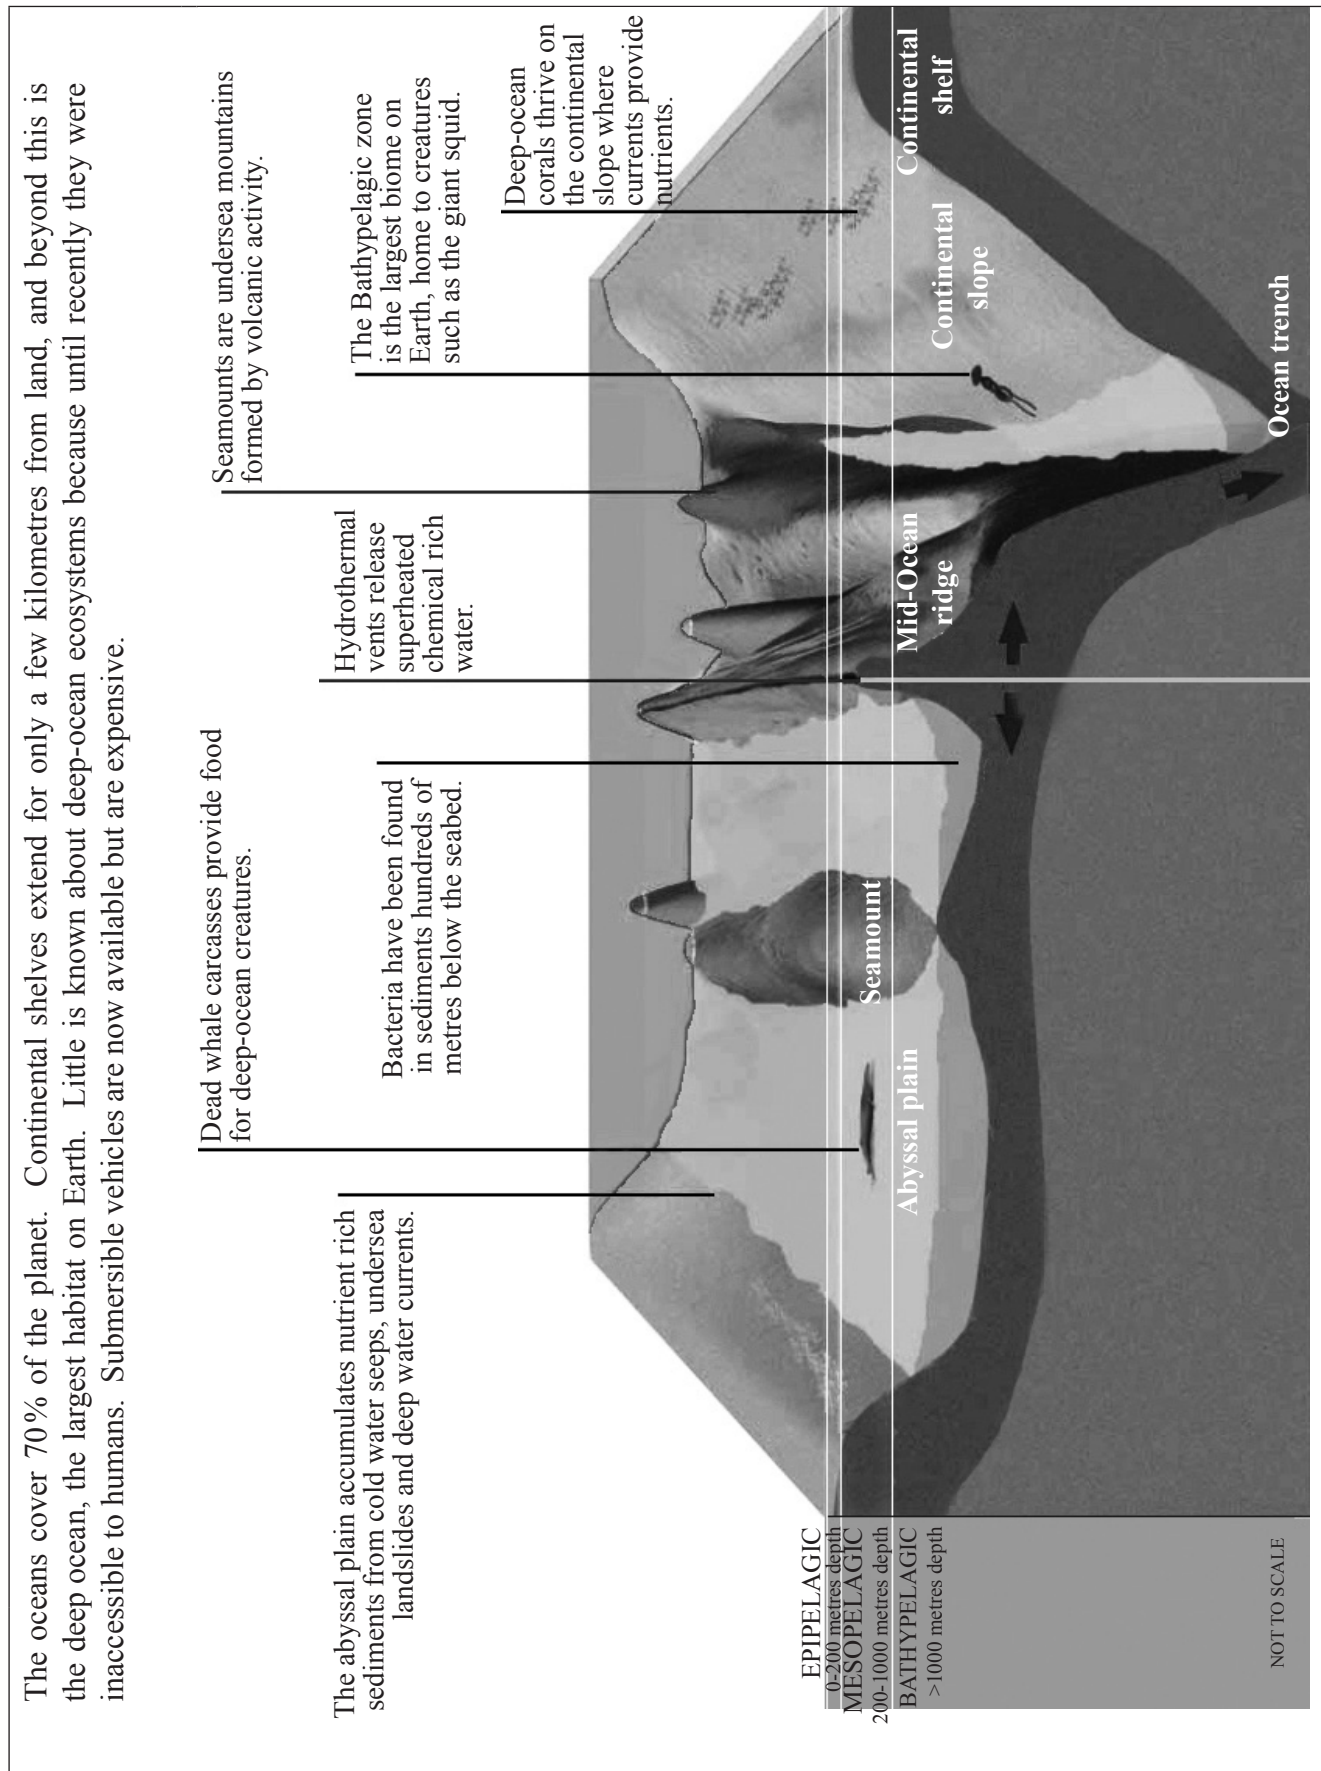 The oceans cover 70% of the planet. Continental shelves extend for only a few kilometres from land, and beyond this is
the deep ocean, the largest habitat on Earth. Little is known about deep-ocean ecosystems because until recently they were
inaccessible to humans. Submersible vehicles are now available but are expensive.
Dead whale carcasses provide food
for deep-ocean creatures.
Seamounts are undersea mountains
formed by volcanic activity.
The abyssal plain accumulates nutrient rich
sediments from cold water seeps, undersea
landslides and deep water currents.
Bacteria have been found
in sediments hundreds of
metres below the seabed.
Hydrothermal
vents release
superheated
chemical rich
water.
The Bathypelagic zone
is the largest biome on
Earth, home to creatures
such as the giant squid.
Deep-ocean
corals thrive on
the continental
slope where
currents provide
nutrients.
EPIPELAGIC
0-200 metres depth
MESOPELAGIC
200-1000 metres depth
BATHYPELAGIC
>1000 metres depth
Abyssal plain
Seamount
Mid-Ocean
ridge
Continental
slope
Continental
shelf
Ocean trench
NOT TO SCALE